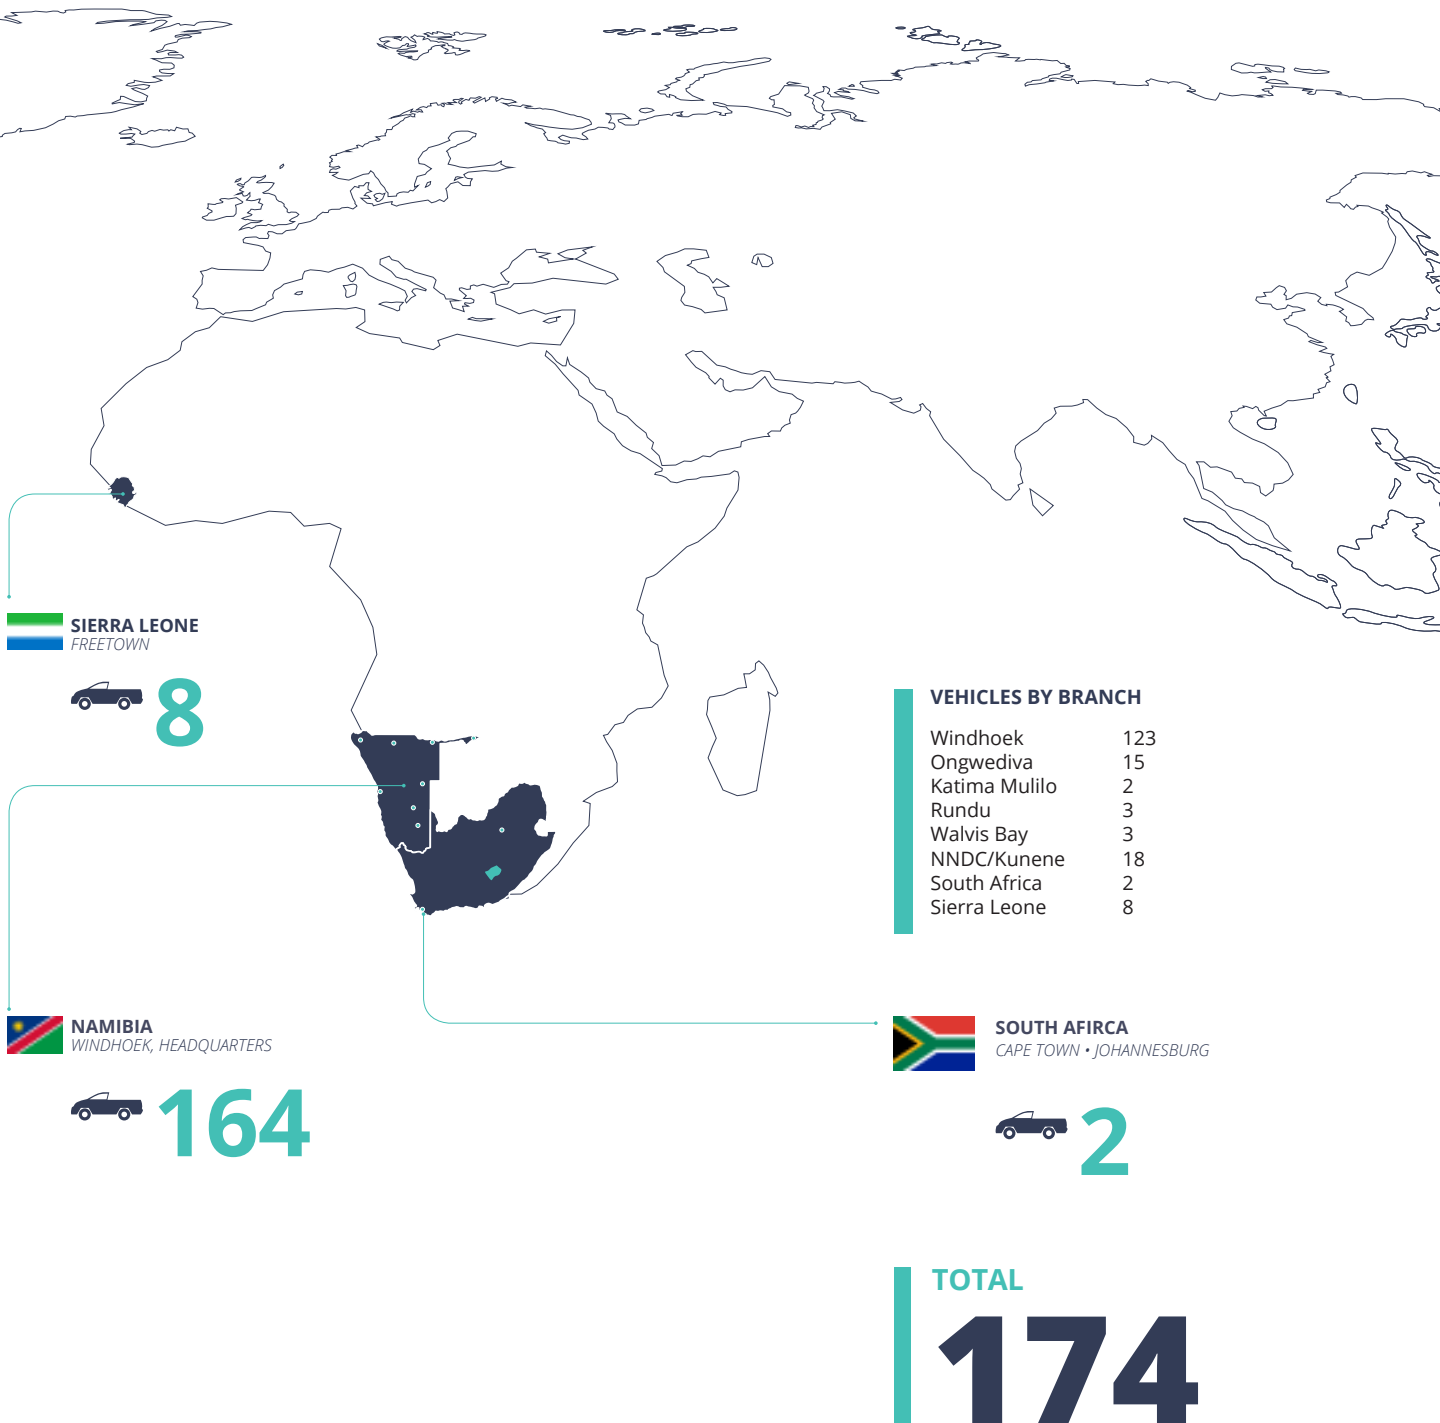 SIERRA LEONE
FREETOWN
8
VEHICLES BY BRANCH
Windhoek 123
Ongwediva 15
Katima Mulilo 2
Rundu 3
Walvis Bay 3
NNDC/Kunene 18
South Africa 2
Sierra Leone 8
NAMIBIA
WINDHOEK, HEADQUARTERS
164
SOUTH AFIRCA
CAPE TOWN • JOHANNESBURG
2
TOTAL
174